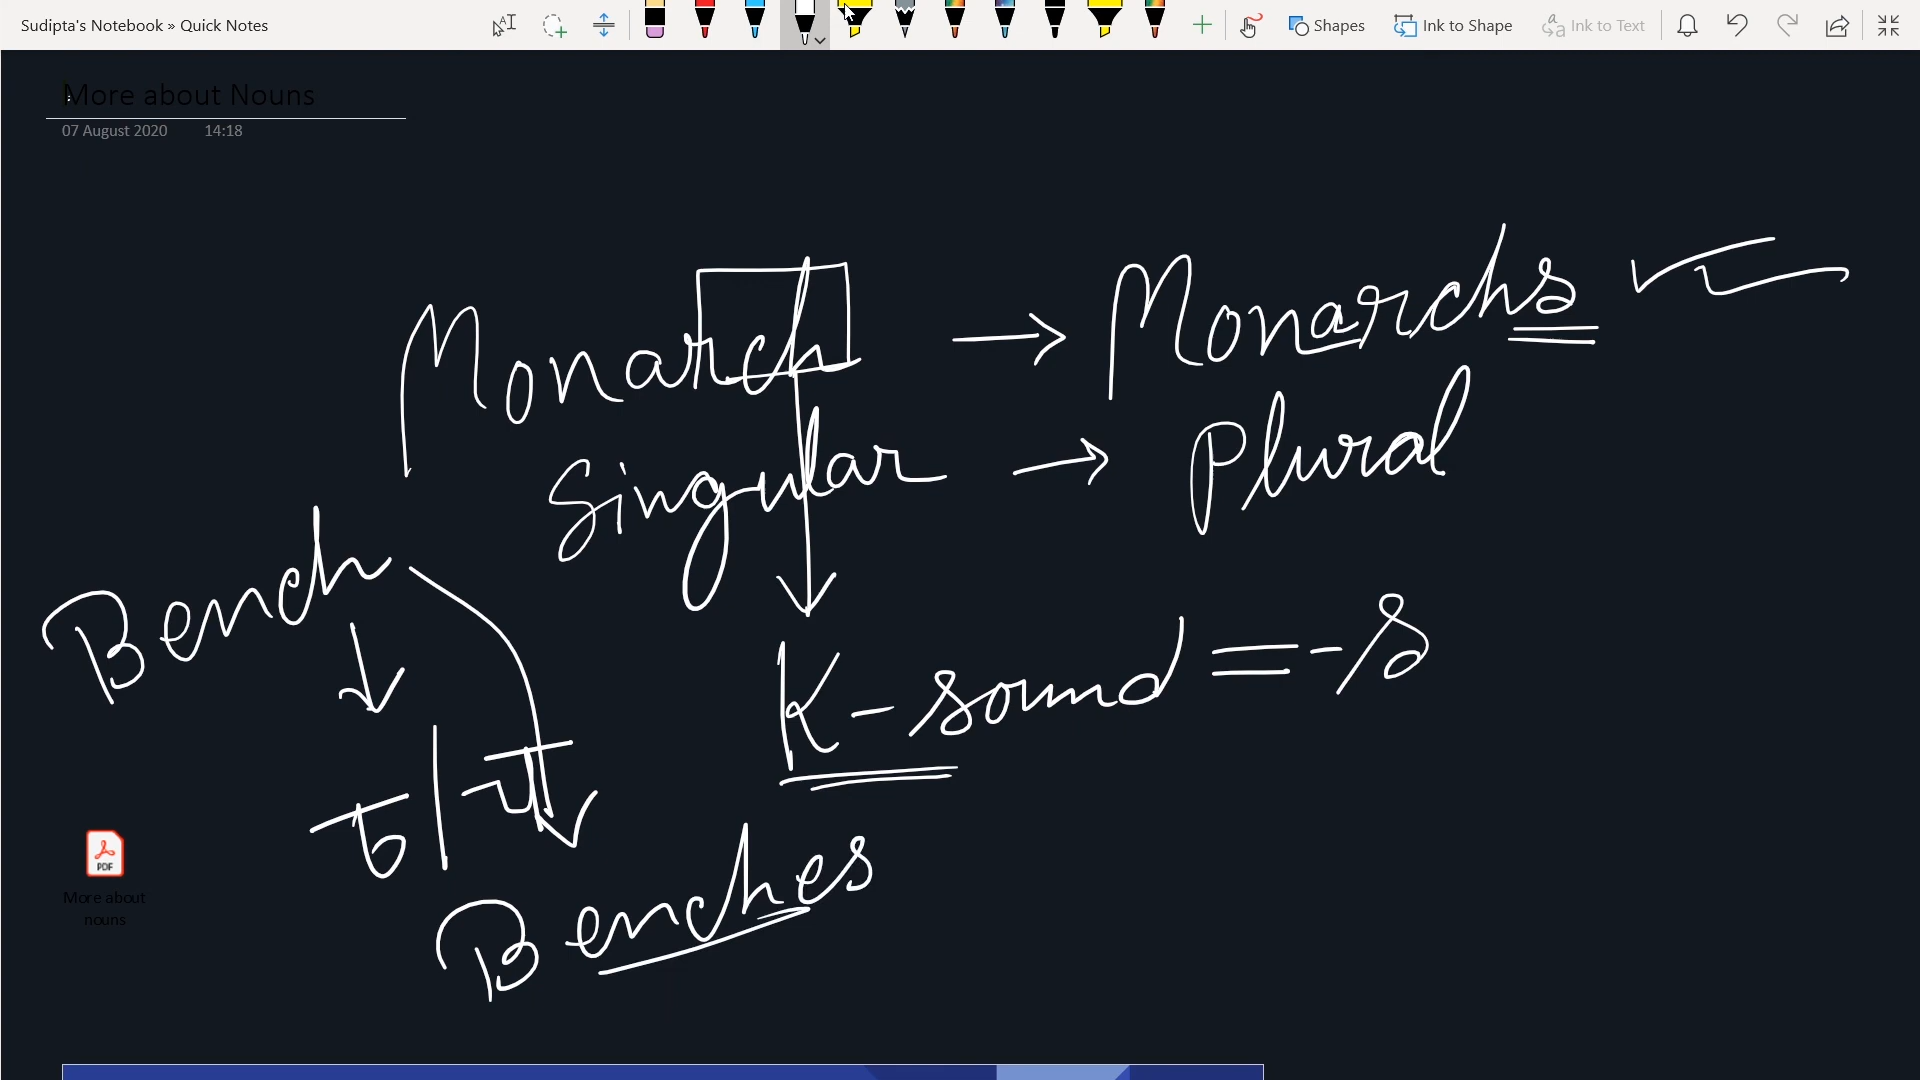 Sudipta's Notebook » Quick Notes
Shapes
Ink to Shape
Ink to Text
More about Nouns
07 August 2020 14:18
Monarch → Monarchs
Singular → Plural
Bench
K-sound = -s
Benches
PDF
More about
nouns